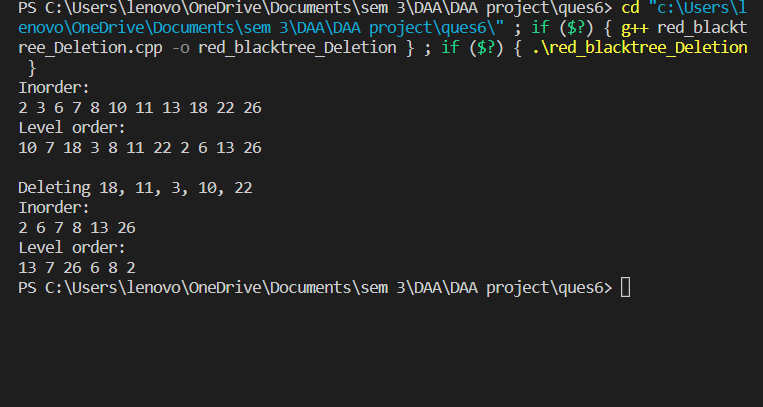 PS C:\Users\lenovo\OneDrive\Documents\sem 3\DAA\DAA project\ques6> cd "c:\Users\l
enovo\OneDrive\Documents\sem 3\DAA\DAA project\ques6\" ; if ($?) { g++ red_blackt
ree_Deletion.cpp -o red_blacktree_Deletion } ; if ($?) { .\red_blacktree_Deletion
 }
Inorder:
2 3 6 7 8 10 11 13 18 22 26
Level order:
10 7 18 3 8 11 22 2 6 13 26

Deleting 18, 11, 3, 10, 22
Inorder:
2 6 7 8 13 26
Level order:
13 7 26 6 8 2
PS C:\Users\lenovo\OneDrive\Documents\sem 3\DAA\DAA project\ques6>